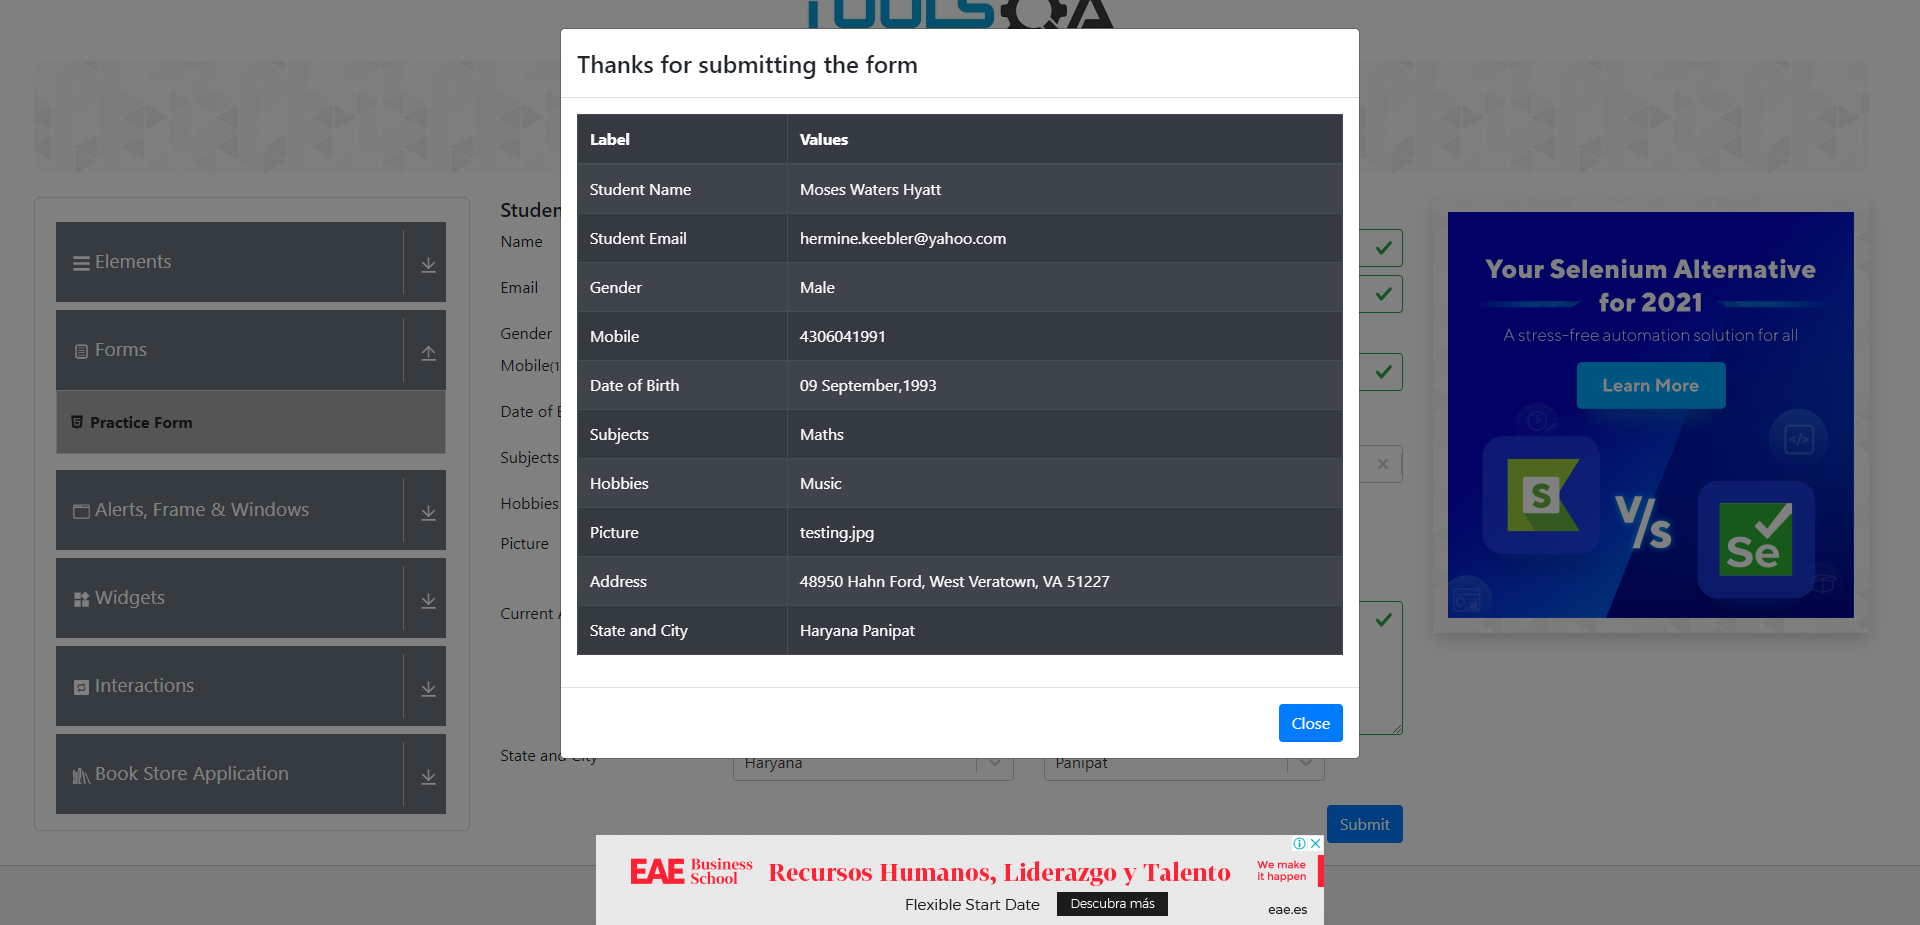 TOOLSQA
Thanks for submitting the form
Label Values
Student Name Moses Waters Hyatt
Student Email hermine.keebler@yahoo.com
Gender Male
Mobile 4306041991
Date of Birth 09 September,1993
Subjects Maths
Hobbies Music
Picture testing.jpg
Address 48950 Hahn Ford, West Veratown, VA 51227
State and City Haryana Panipat
Close
Elements
Forms
Practice Form
Alerts, Frame & Windows
Widgets
Interactions
Book Store Application
Studen
Name
Email
Gender
Mobile(1
Date of B
Subjects
Hobbies
Picture
Current A
State and City
Haryana
Panipat
Submit
Your Selenium Alternative
for 2021
A stress-free automation solution for all
Learn More
S
V/s
Se
</>
EAE Business
School
Recursos Humanos, Liderazgo y Talento
Flexible Start Date
Descubra más
We make
it happen
eae.es